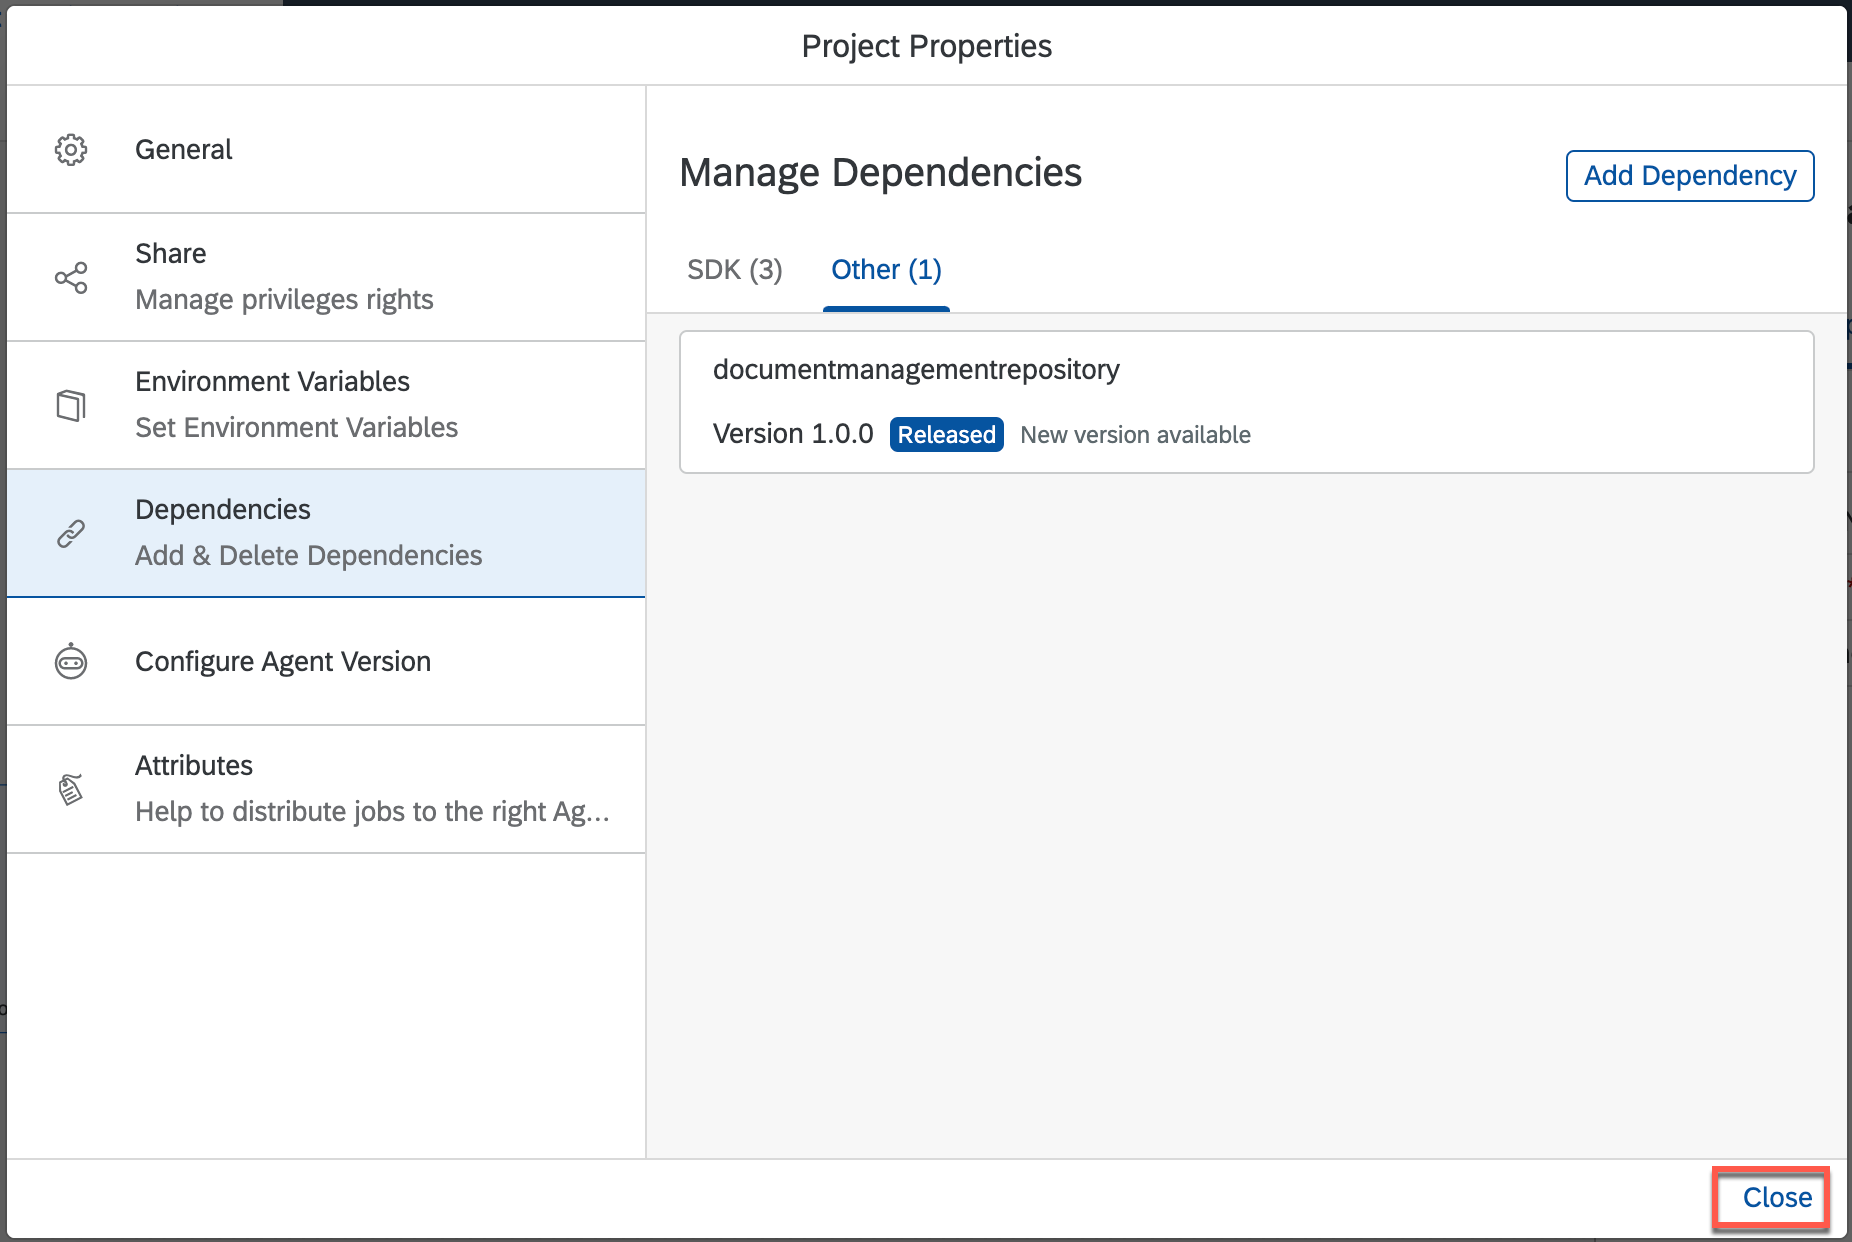 Project Properties
General
Share
Manage privileges rights
Environment Variables
Set Environment Variables
Dependencies
Add & Delete Dependencies
Configure Agent Version
Attributes
Help to distribute jobs to the right Ag...
Manage Dependencies
Add Dependency
SDK (3)
Other (1)
documentmanagementrepository
Version 1.0.0 Released New version available
Close